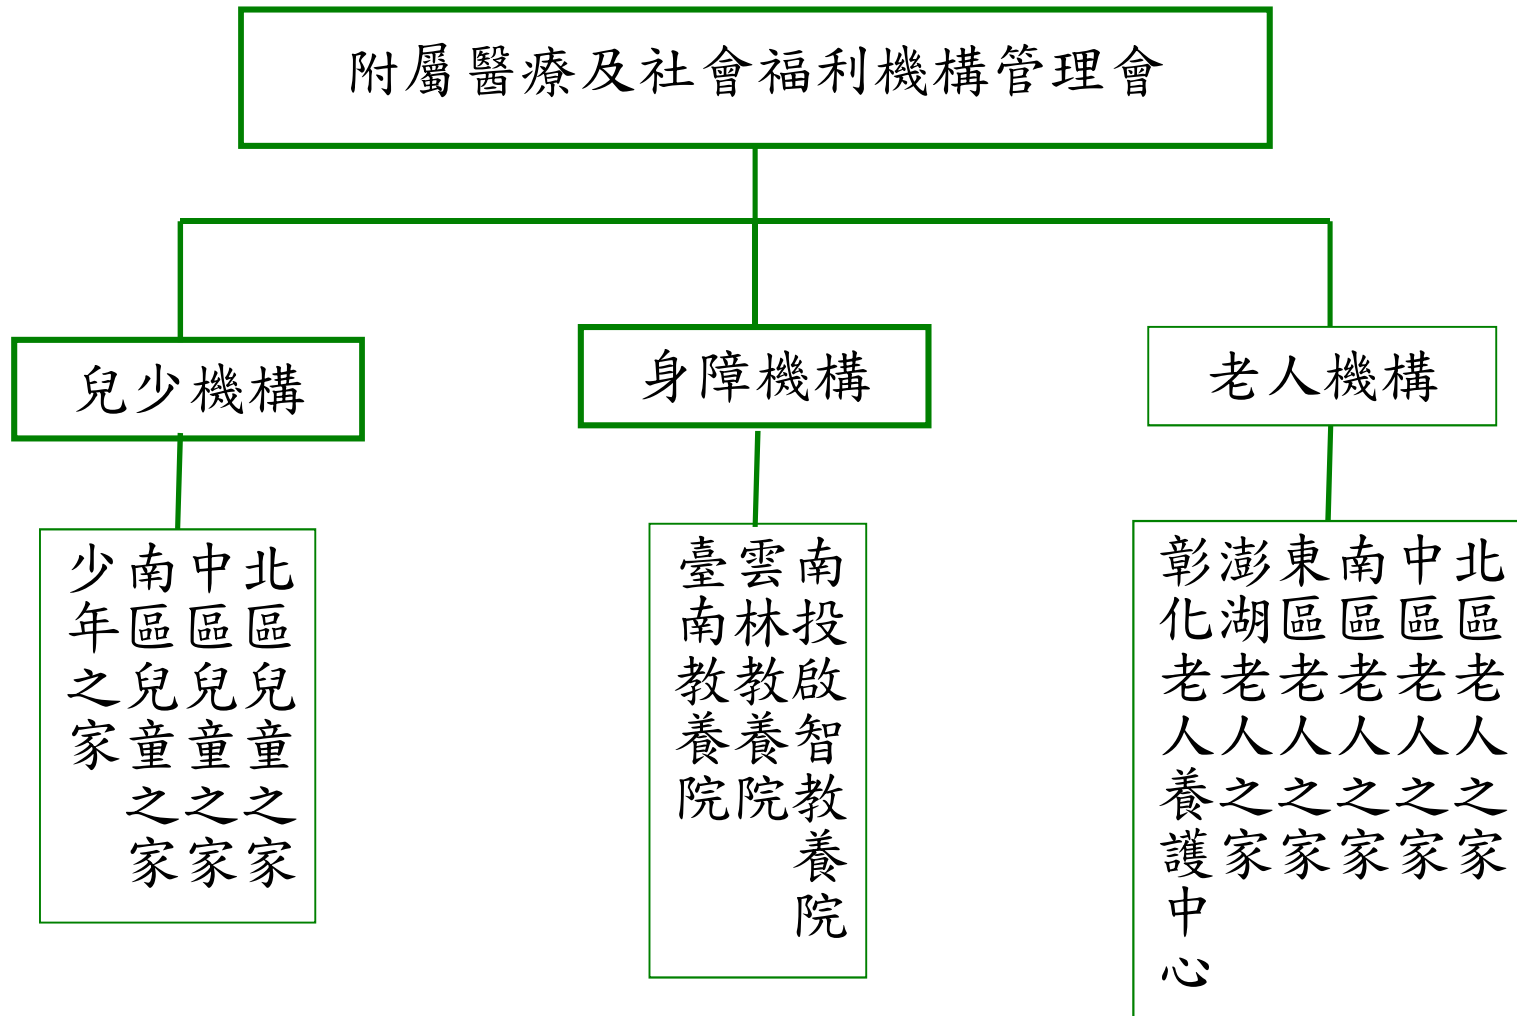 附屬醫療及社會福利機構管理會
兒少機構
身障機構
老人機構
北區兒童之家
中區兒童之家
南區兒童之家
少年之家
南投啟智教養院
雲林教養院
臺南教養院
北區老人之家
中區老人之家
南區老人之家
東區老人之家
澎湖老人之家
彰化老人養護中心